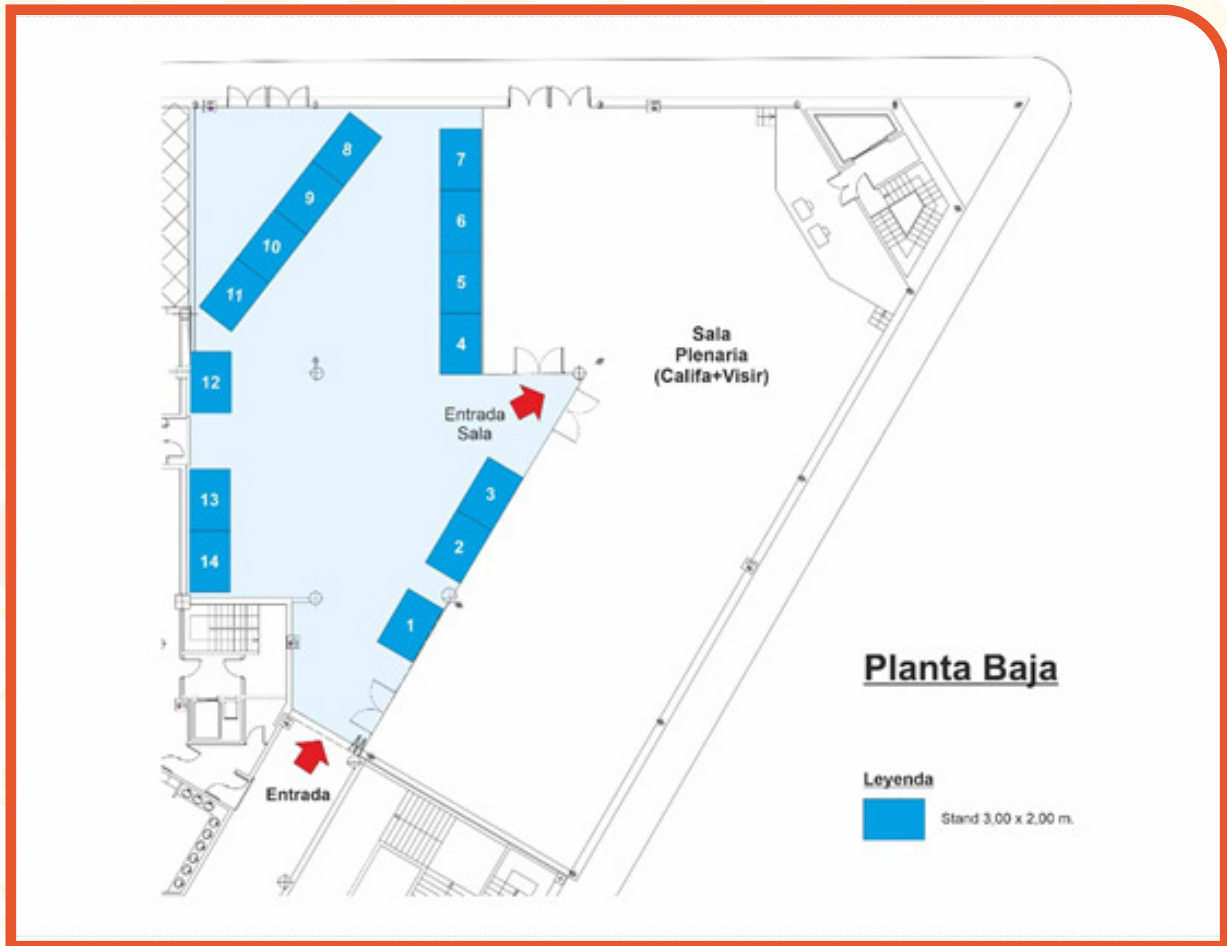 8
7
9
6
10
5
11
4
12
Sala
Plenaria
(Califa+Visir)
Entrada
Sala
3
13
2
14
1
Planta Baja
Entrada
Leyenda
Stand 3,00 x 2,00 m.